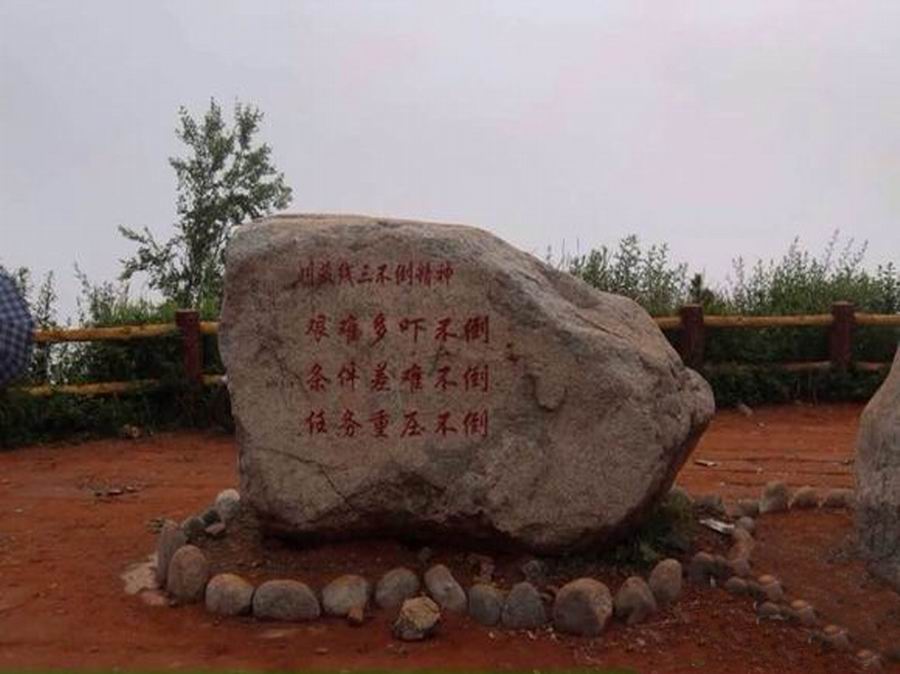 川藏线三不倒精神
艰难多吓不倒
条件差难不倒
任务重压不倒